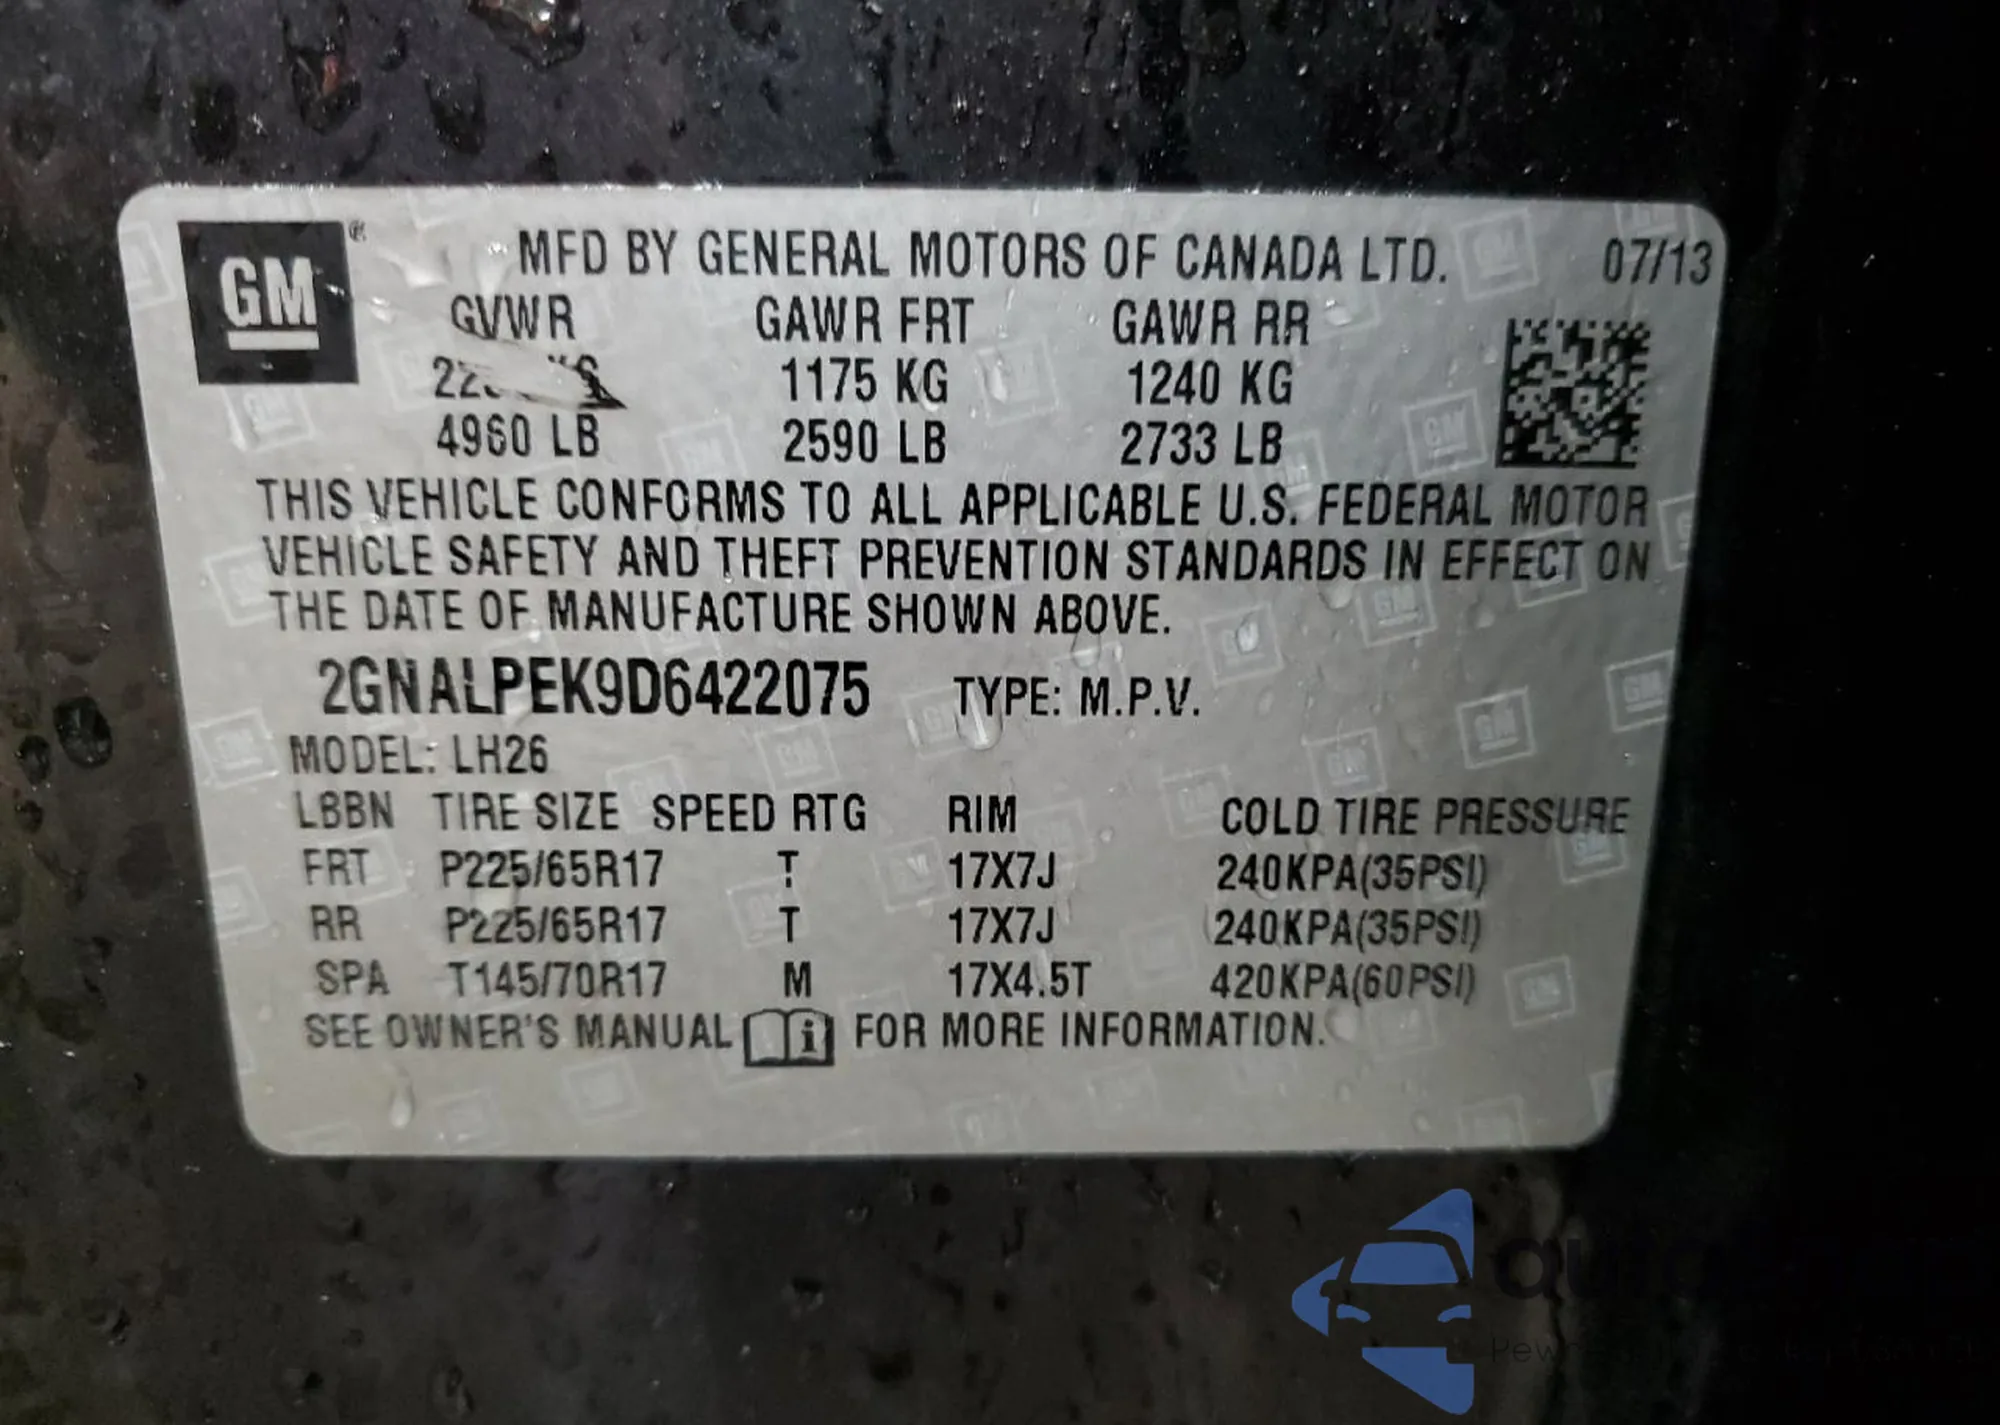 GM
MFD BY GENERAL MOTORS OF CANADA LTD. 07/13
GVWR GAWR FRT GAWR RR
1175 KG 1240 KG
4960 LB 2590 LB 2733 LB
THIS VEHICLE CONFORMS TO ALL APPLICABLE U.S. FEDERAL MOTOR
VEHICLE SAFETY AND THEFT PREVENTION STANDARDS IN EFFECT ON
THE DATE OF MANUFACTURE SHOWN ABOVE.
2GNALPEK9D6422075 TYPE: M.P.V.
MODEL: LH26
LBBN TIRE SIZE SPEED RTG RIM COLD TIRE PRESSURE
FRT P225/65R17 T 17X7J 240KPA(35PSI)
RR P225/65R17 T 17X7J 240KPA(35PSI)
SPA T145/70R17 M 17X4.5T 420KPA(60PSI)
SEE OWNER'S MANUAL FOR MORE INFORMATION.